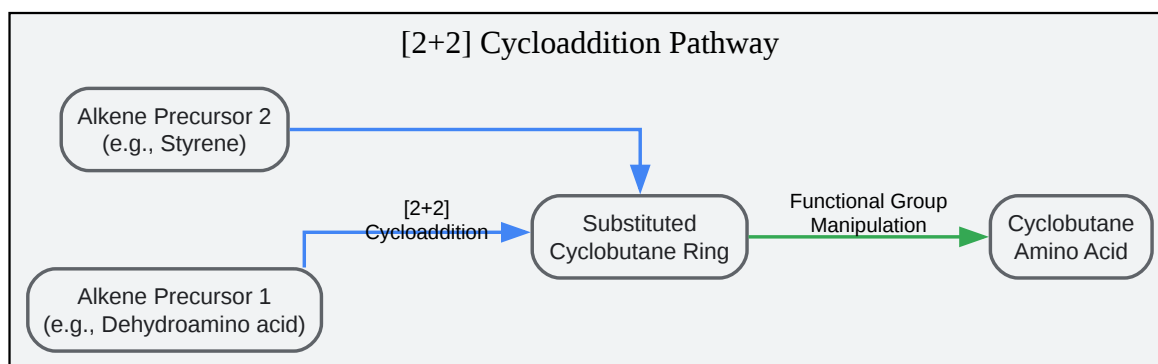 [2+2] Cycloaddition Pathway
Alkene Precursor 2
(e.g., Styrene)
[2+2]
Cycloaddition
Alkene Precursor 1
(e.g., Dehydroamino acid)
Substituted
Cyclobutane Ring
Functional Group
Manipulation
Cyclobutane
Amino Acid